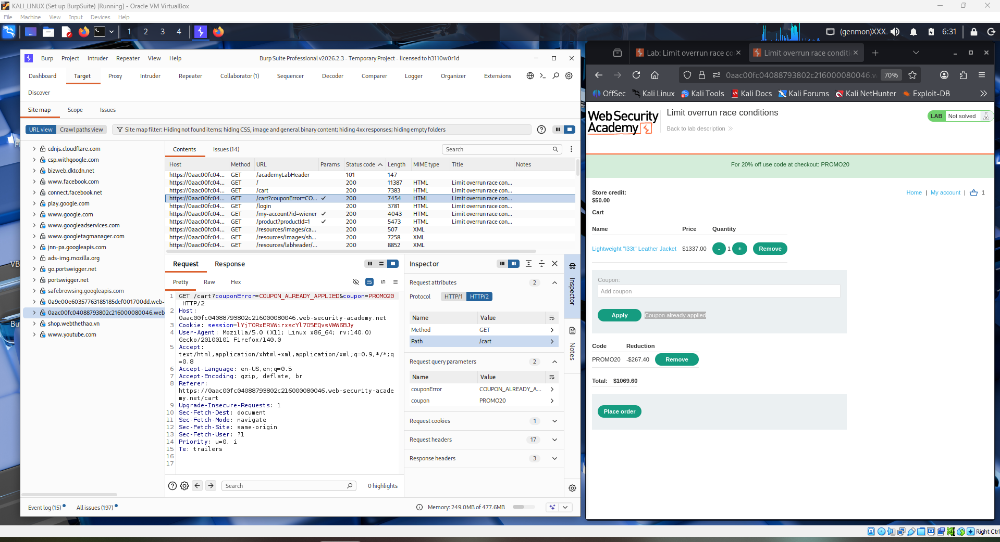 KALI_LINUX (Set up BurpSuite) [Running] - Oracle VM VirtualBox
File Machine View Input Devices Help
1 2 3 4 (genmon)XXX 6:31
Burp Project Intruder Repeater View Help Burp Suite Professional v2026.2.3 - Temporary Project - licensed to h3110w0r1d
Dashboard Target Proxy Intruder Repeater Collaborator (1) Sequencer Decoder Comparer Logger Organizer Extensions
Discover
Site map Scope Issues
URL view Crawl paths view Site map filter: Hiding not found items; hiding CSS, image and general binary content; hiding 4xx responses; hiding empty folders
cdnjs.cloudflare.com
csp.withgoogle.com
bizweb.dktcdn.net
www.facebook.com
connect.facebook.net
play.google.com
www.google.com
www.googleadservices.com
www.googletagmanager.com
jnn-pa.googleapis.com
ads-img.mozilla.org
go.portswigger.net
portswigger.net
safebrowsing.googleapis.com
0a9e00e60357763185185def001700dd.web-
0aac00fc04088793802c216000080046.web
shop.webthethao.vn
www.youtube.com
Contents Issues (14) Search
Host Method URL Params Status code Length MIME type Title Notes
https://0aac00fc04... GET /academyLabHeader 101 147
https://0aac00fc04... GET / 200 11387 HTML Limit overrun race con...
https://0aac00fc04... GET /cart 200 7383 HTML Limit overrun race con...
https://0aac00fc04... GET /cart?couponError=CO... ✓ 200 7454 HTML Limit overrun race con...
https://0aac00fc04... GET /login 200 3781 HTML Limit overrun race con...
https://0aac00fc04... GET /my-account?id=wiener ✓ 200 4043 HTML Limit overrun race con...
https://0aac00fc04... GET /product?productId=1 ✓ 200 5473 HTML Limit overrun race con...
https://0aac00fc04... GET /resources/images/ca... 200 507 XML
https://0aac00fc04... GET /resources/images/sh... 200 7258 XML
https://0aac00fc04... GET /resources/labheader/... 200 8852 XML
Request Response
Pretty Raw Hex \n
1 GET /cart?couponError=COUPON_ALREADY_APPLIED&coupon=PROMO20
HTTP/2
2 Host:
0aac00fc04088793802c216000080046.web-security-academy.net
3 Cookie: session=lYjT0RxERVWirxscYl7O5EQvsVWW6BJy
4 User-Agent: Mozilla/5.0 (X11; Linux x86_64; rv:140.0)
Gecko/20100101 Firefox/140.0
5 Accept:
text/html,application/xhtml+xml,application/xml;q=0.9,*/*;q
=0.8
6 Accept-Language: en-US,en;q=0.5
7 Accept-Encoding: gzip, deflate, br
8 Referer:
https://0aac00fc04088793802c216000080046.web-security-acade
my.net/cart
9 Upgrade-Insecure-Requests: 1
10 Sec-Fetch-Dest: document
11 Sec-Fetch-Mode: navigate
12 Sec-Fetch-Site: same-origin
13 Sec-Fetch-User: ?1
14 Priority: u=0, i
15 Te: trailers
16
17
Search 0 highlights
Inspector
Request attributes 2
Protocol HTTP/1 HTTP/2
Name Value
Method GET
Path /cart
Request query parameters 2
Name Value
couponError COUPON_ALREADY_A...
coupon PROMO20
Request cookies 1
Request headers 17
Response headers 3
Inspector
Notes
Event log (15) All issues (197) Memory: 249.0MB of 477.6MB
Lab: Limit overrun race co Limit overrun race conditi
0aac00fc04088793802c216000080046.w 70%
OffSec Kali Linux Kali Tools Kali Docs Kali Forums Kali NetHunter Exploit-DB
Web Security
Academy
Limit overrun race conditions
Back to lab description
LAB Not solved
For 20% off use code at checkout: PROMO20
Store credit:
$50.00
Home | My account | 1
Cart
Name Price Quantity
Lightweight "l33t" Leather Jacket $1337.00 - 1 + Remove
Coupon:
Add coupon
Apply Coupon already applied
Code Reduction
PROMO20 -$267.40 Remove
Total: $1069.60
Place order
VB
Bu
Right Ctrl